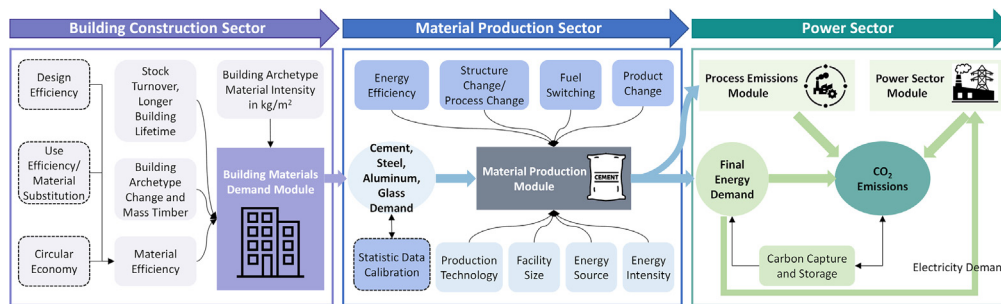 Building Construction Sector
Material Production Sector
Power Sector
Design
Efficiency
Stock
Turnover,
Longer
Building
Lifetime
Building Archetype
Material Intensity
in kg/m²
Use
Efficiency/
Material
Substitution
Building
Archetype
Change and
Mass Timber
Building Materials
Demand Module
Circular
Economy
Material
Efficiency
Energy
Efficiency
Structure
Change/
Process Change
Fuel
Switching
Product
Change
Cement,
Steel,
Aluminum,
Glass
Demand
Material Production
Module
CEMENT
Statistic Data
Calibration
Production
Technology
Facility
Size
Energy
Source
Energy
Intensity
Process Emissions
Module
Power Sector
Module
Final
Energy
Demand
CO₂
Emissions
Carbon Capture
and Storage
Electricity Deman